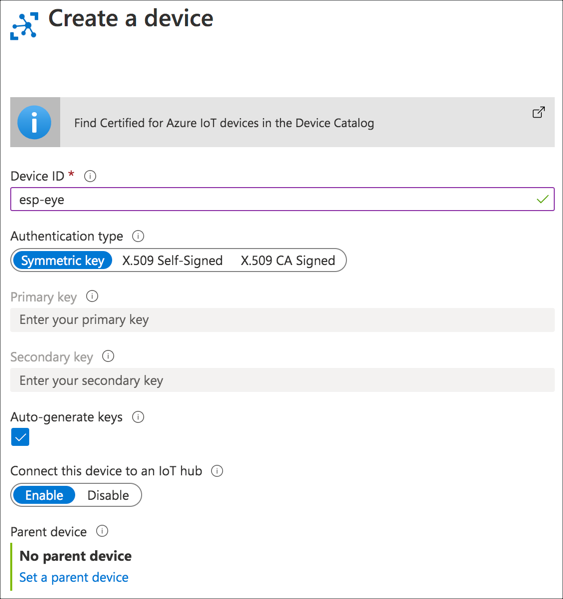 Create a device
Find Certified for Azure IoT devices in the Device Catalog
Device ID *
esp-eye
Authentication type
Symmetric key X.509 Self-Signed X.509 CA Signed
Primary key
Enter your primary key
Secondary key
Enter your secondary key
Auto-generate keys
Connect this device to an IoT hub
Enable Disable
Parent device
No parent device
Set a parent device